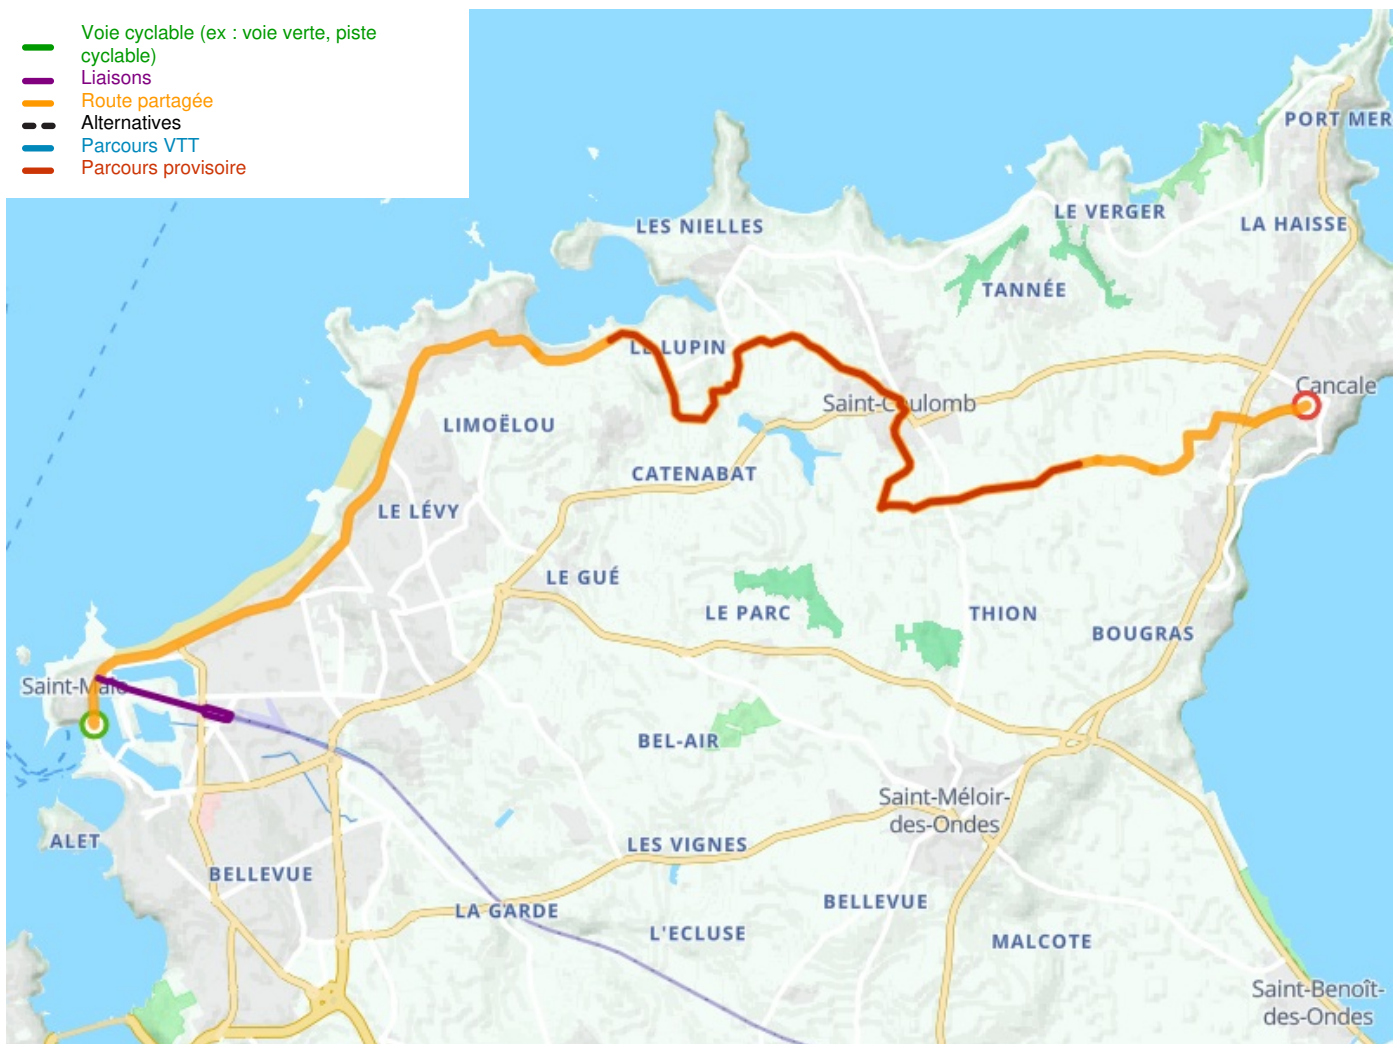 Voie cyclable (ex : voie verte, piste
cyclable)
Liaisons
Route partagée
Alternatives
Parcours VTT
Parcours provisoire
PORT MER
LES NIELLES
LE VERGER
LA HAISSE
TANNÉE
LE LUPIN
Cancale
Saint-Coulomb
LIMOËLOU
CATENABAT
LE LÉVY
LE GUÉ
LE PARC
THION
BOUGRAS
Saint-Malo
BEL-AIR
Saint-Méloir-
des-Ondes
ALET
LES VIGNES
BELLEVUE
BELLEVUE
LA GARDE
L'ECLUSE
MALCOTE
Saint-Benoît-
des-Ondes